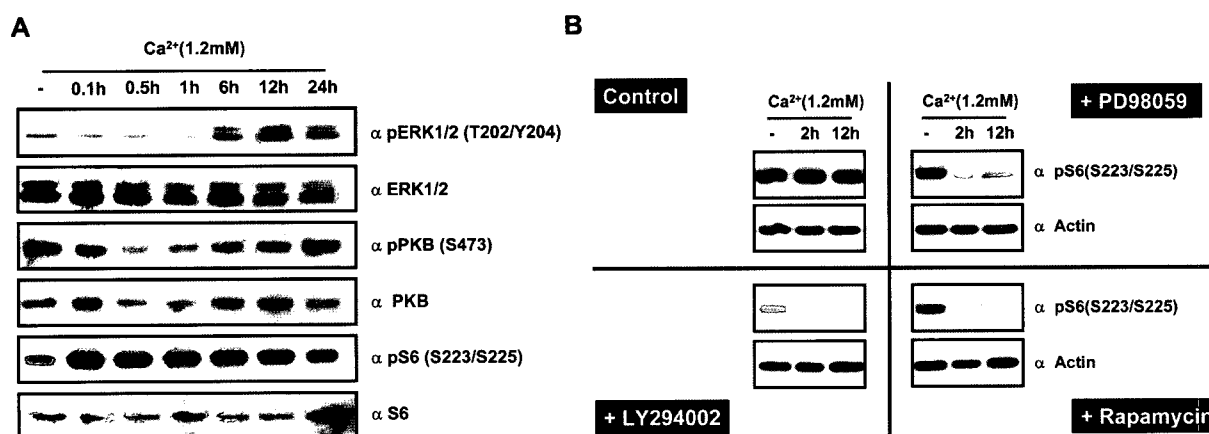 A
Ca²⁺(1.2mM)
- 0.1h 0.5h 1h 6h 12h 24h
α pERK1/2 (T202/Y204)
α ERK1/2
α pPKB (S473)
α PKB
α pS6 (S223/S225)
α S6
B
Control
Ca²⁺(1.2mM)
- 2h 12h
Ca²⁺(1.2mM)
- 2h 12h
+ PD98059
α pS6(S223/S225)
α Actin
α pS6(S223/S225)
α Actin
+ LY294002
+ Rapamycin